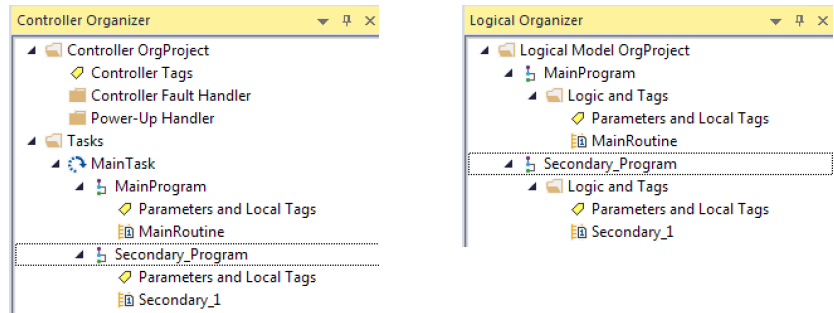 Controller Organizer
Controller OrgProject
Controller Tags
Controller Fault Handler
Power-Up Handler
Tasks
MainTask
MainProgram
Parameters and Local Tags
MainRoutine
Secondary_Program
Parameters and Local Tags
Secondary_1
Logical Organizer
Logical Model OrgProject
MainProgram
Logic and Tags
Parameters and Local Tags
MainRoutine
Secondary_Program
Logic and Tags
Parameters and Local Tags
Secondary_1